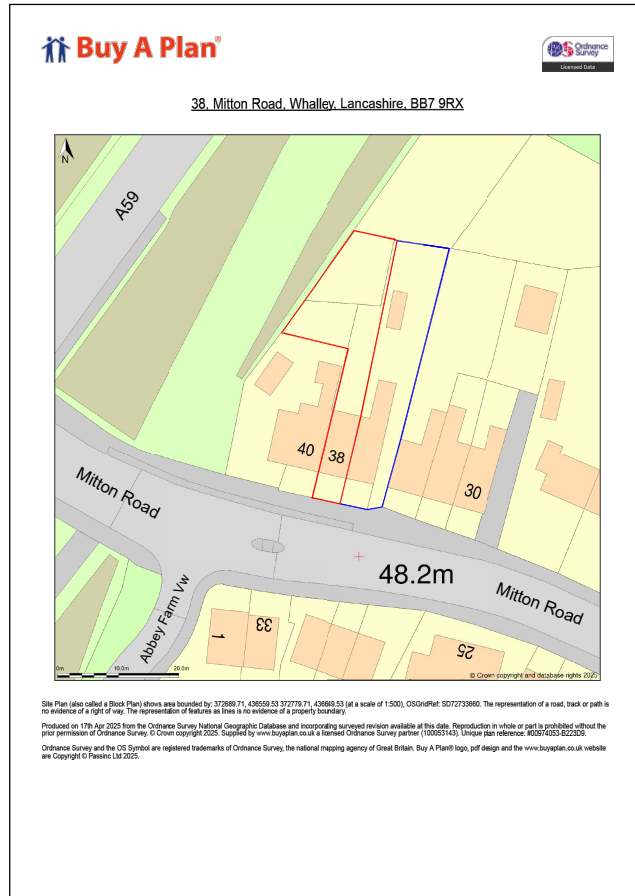 Buy A Plan®
Ordnance
Survey
Licensed Data
38, Mitton Road, Whalley, Lancashire, BB7 9RX
N
A59
40
38
30
Mitton Road
48.2m
Mitton Road
Abbey Farm Vw
1
33
25
0m 10.0m 20.0m
© Crown copyright and database rights 2025
Site Plan (also called a Block Plan) shows area bounded by: 372689.71, 436559.53 372779.71, 436649.53 (at a scale of 1:500), OSGridRef: SD72733660. The representation of a road, track or path is
no evidence of a right of way. The representation of features as lines is no evidence of a property boundary.
Produced on 17th Apr 2025 from the Ordnance Survey National Geographic Database and incorporating surveyed revision available at this date. Reproduction in whole or part is prohibited without the
prior permission of Ordnance Survey. © Crown copyright 2025. Supplied by www.buyaplan.co.uk a licensed Ordnance Survey partner (100053143). Unique plan reference: #00974053-B223D9.
Ordnance Survey and the OS Symbol are registered trademarks of Ordnance Survey, the national mapping agency of Great Britain. Buy A Plan® logo, pdf design and the www.buyaplan.co.uk website
are Copyright © Passinc Ltd 2025.